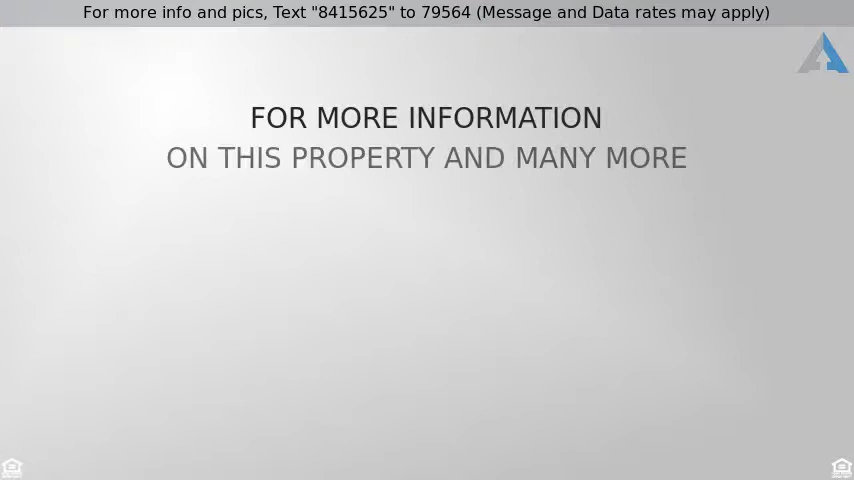 For more info and pics, Text "8415625" to 79564 (Message and Data rates may apply)
FOR MORE INFORMATION
ON THIS PROPERTY AND MANY MORE